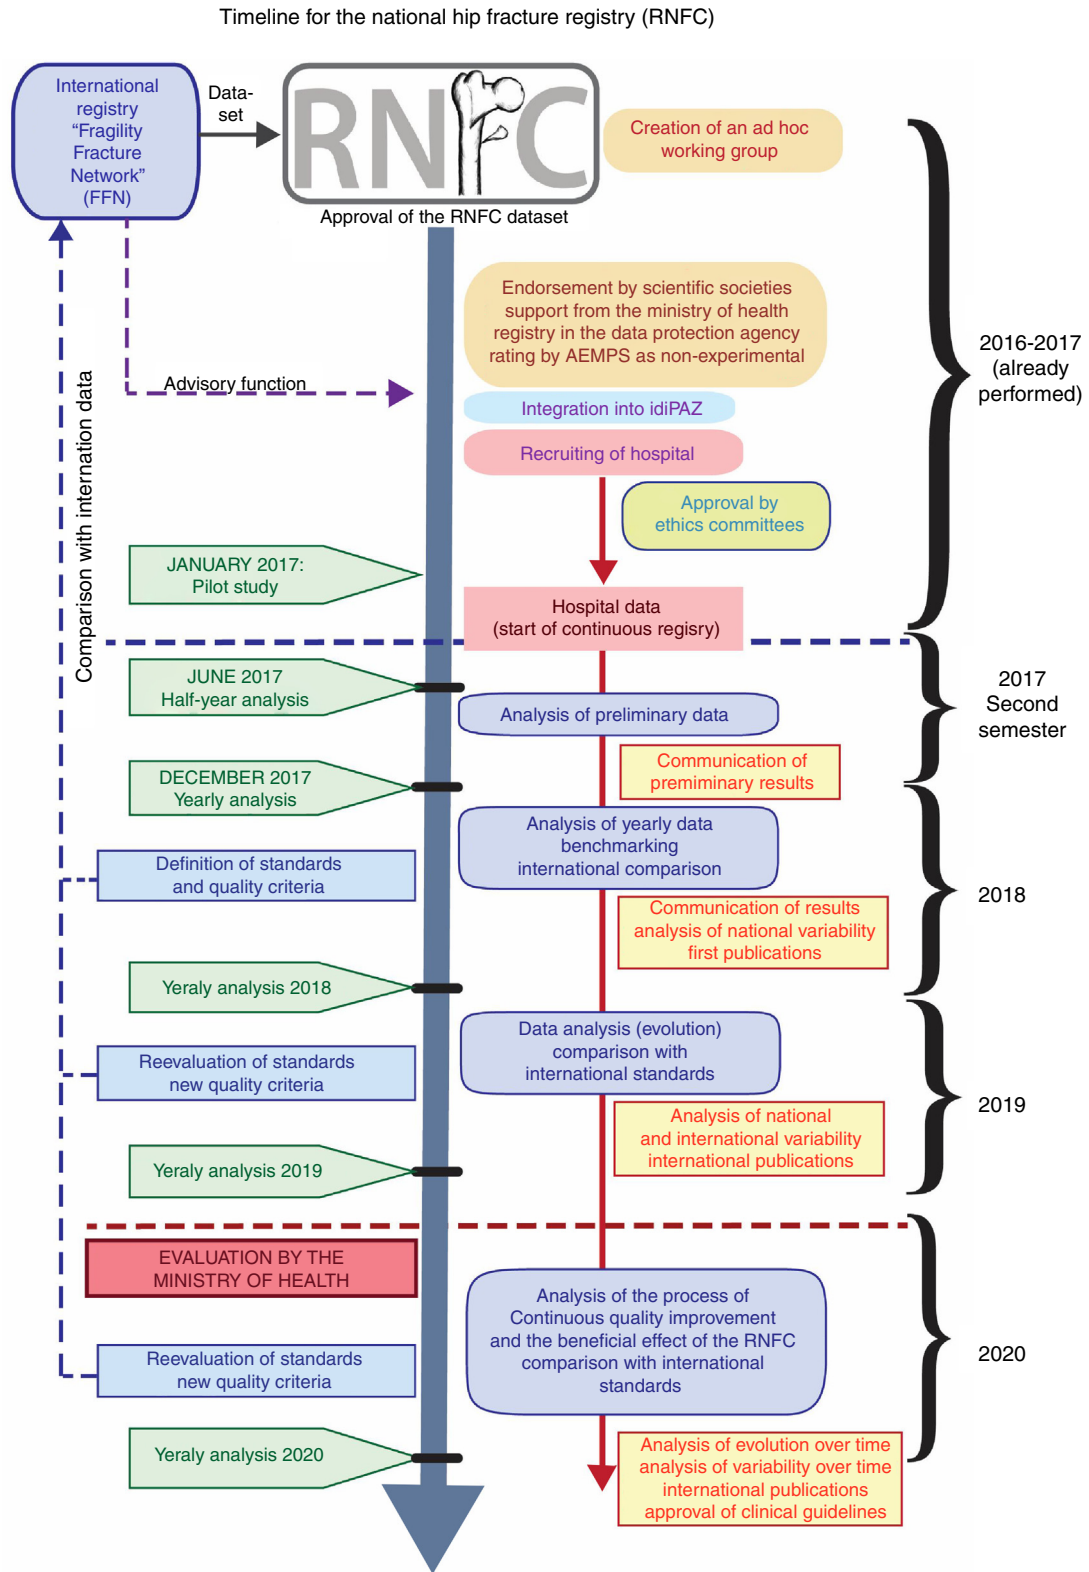 Timeline for the national hip fracture registry (RNFC)
International
registry
“Fragility
Fracture
Network”
(FFN)
Data-
set
RNFC
Approval of the RNFC dataset
Creation of an ad hoc
working group
Endorsement by scientific societies
support from the ministry of health
registry in the data protection agency
rating by AEMPS as non-experimental
2016-2017
(already
performed)
Advisory function
Integration into idiPAZ
Recruiting of hospital
Approval by
ethics committees
Comparison with internation data
JANUARY 2017:
Pilot study
Hospital data
(start of continuous regisry)
JUNE 2017
Half-year analysis
Analysis of preliminary data
2017
Second
semester
Communication of
premiminary results
DECEMBER 2017
Yearly analysis
Analysis of yearly data
benchmarking
international comparison
Definition of standards
and quality criteria
2018
Communication of results
analysis of national variability
first publications
Yeraly analysis 2018
Data analysis (evolution)
comparison with
international standards
Reevaluation of standards
new quality criteria
2019
Analysis of national
and international variability
international publications
Yeraly analysis 2019
EVALUATION BY THE
MINISTRY OF HEALTH
Analysis of the process of
Continuous quality improvement
and the beneficial effect of the RNFC
comparison with international
standards
2020
Reevaluation of standards
new quality criteria
Yeraly analysis 2020
Analysis of evolution over time
analysis of variability over time
international publications
approval of clinical guidelines